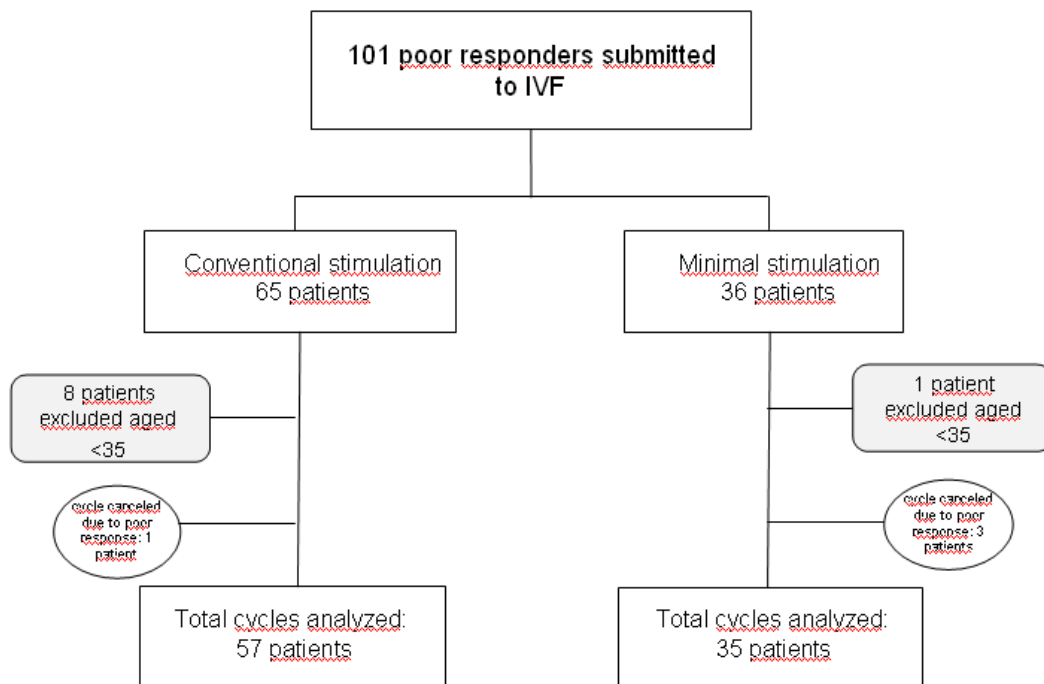 101 poor responders submitted
to IVF
Conventional stimulation
65 patients
Minimal stimulation
36 patients
8 patients
excluded aged
<35
1 patient
excluded aged
<35
cycle canceled
due to poor
response: 1
patient
cycle canceled
due to poor
response: 3
patients
Total cycles analyzed:
57 patients
Total cycles analyzed:
35 patients